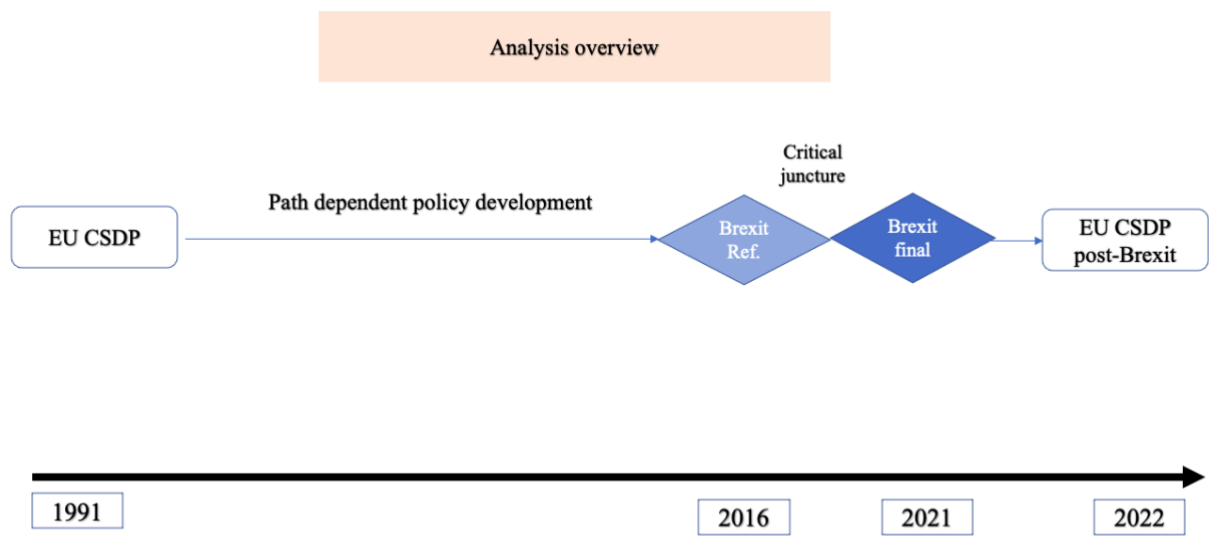 Analysis overview
Critical
juncture
Path dependent policy development
EU CSDP
Brexit
Ref.
Brexit
final
EU CSDP
post-Brexit
1991
2016
2021
2022